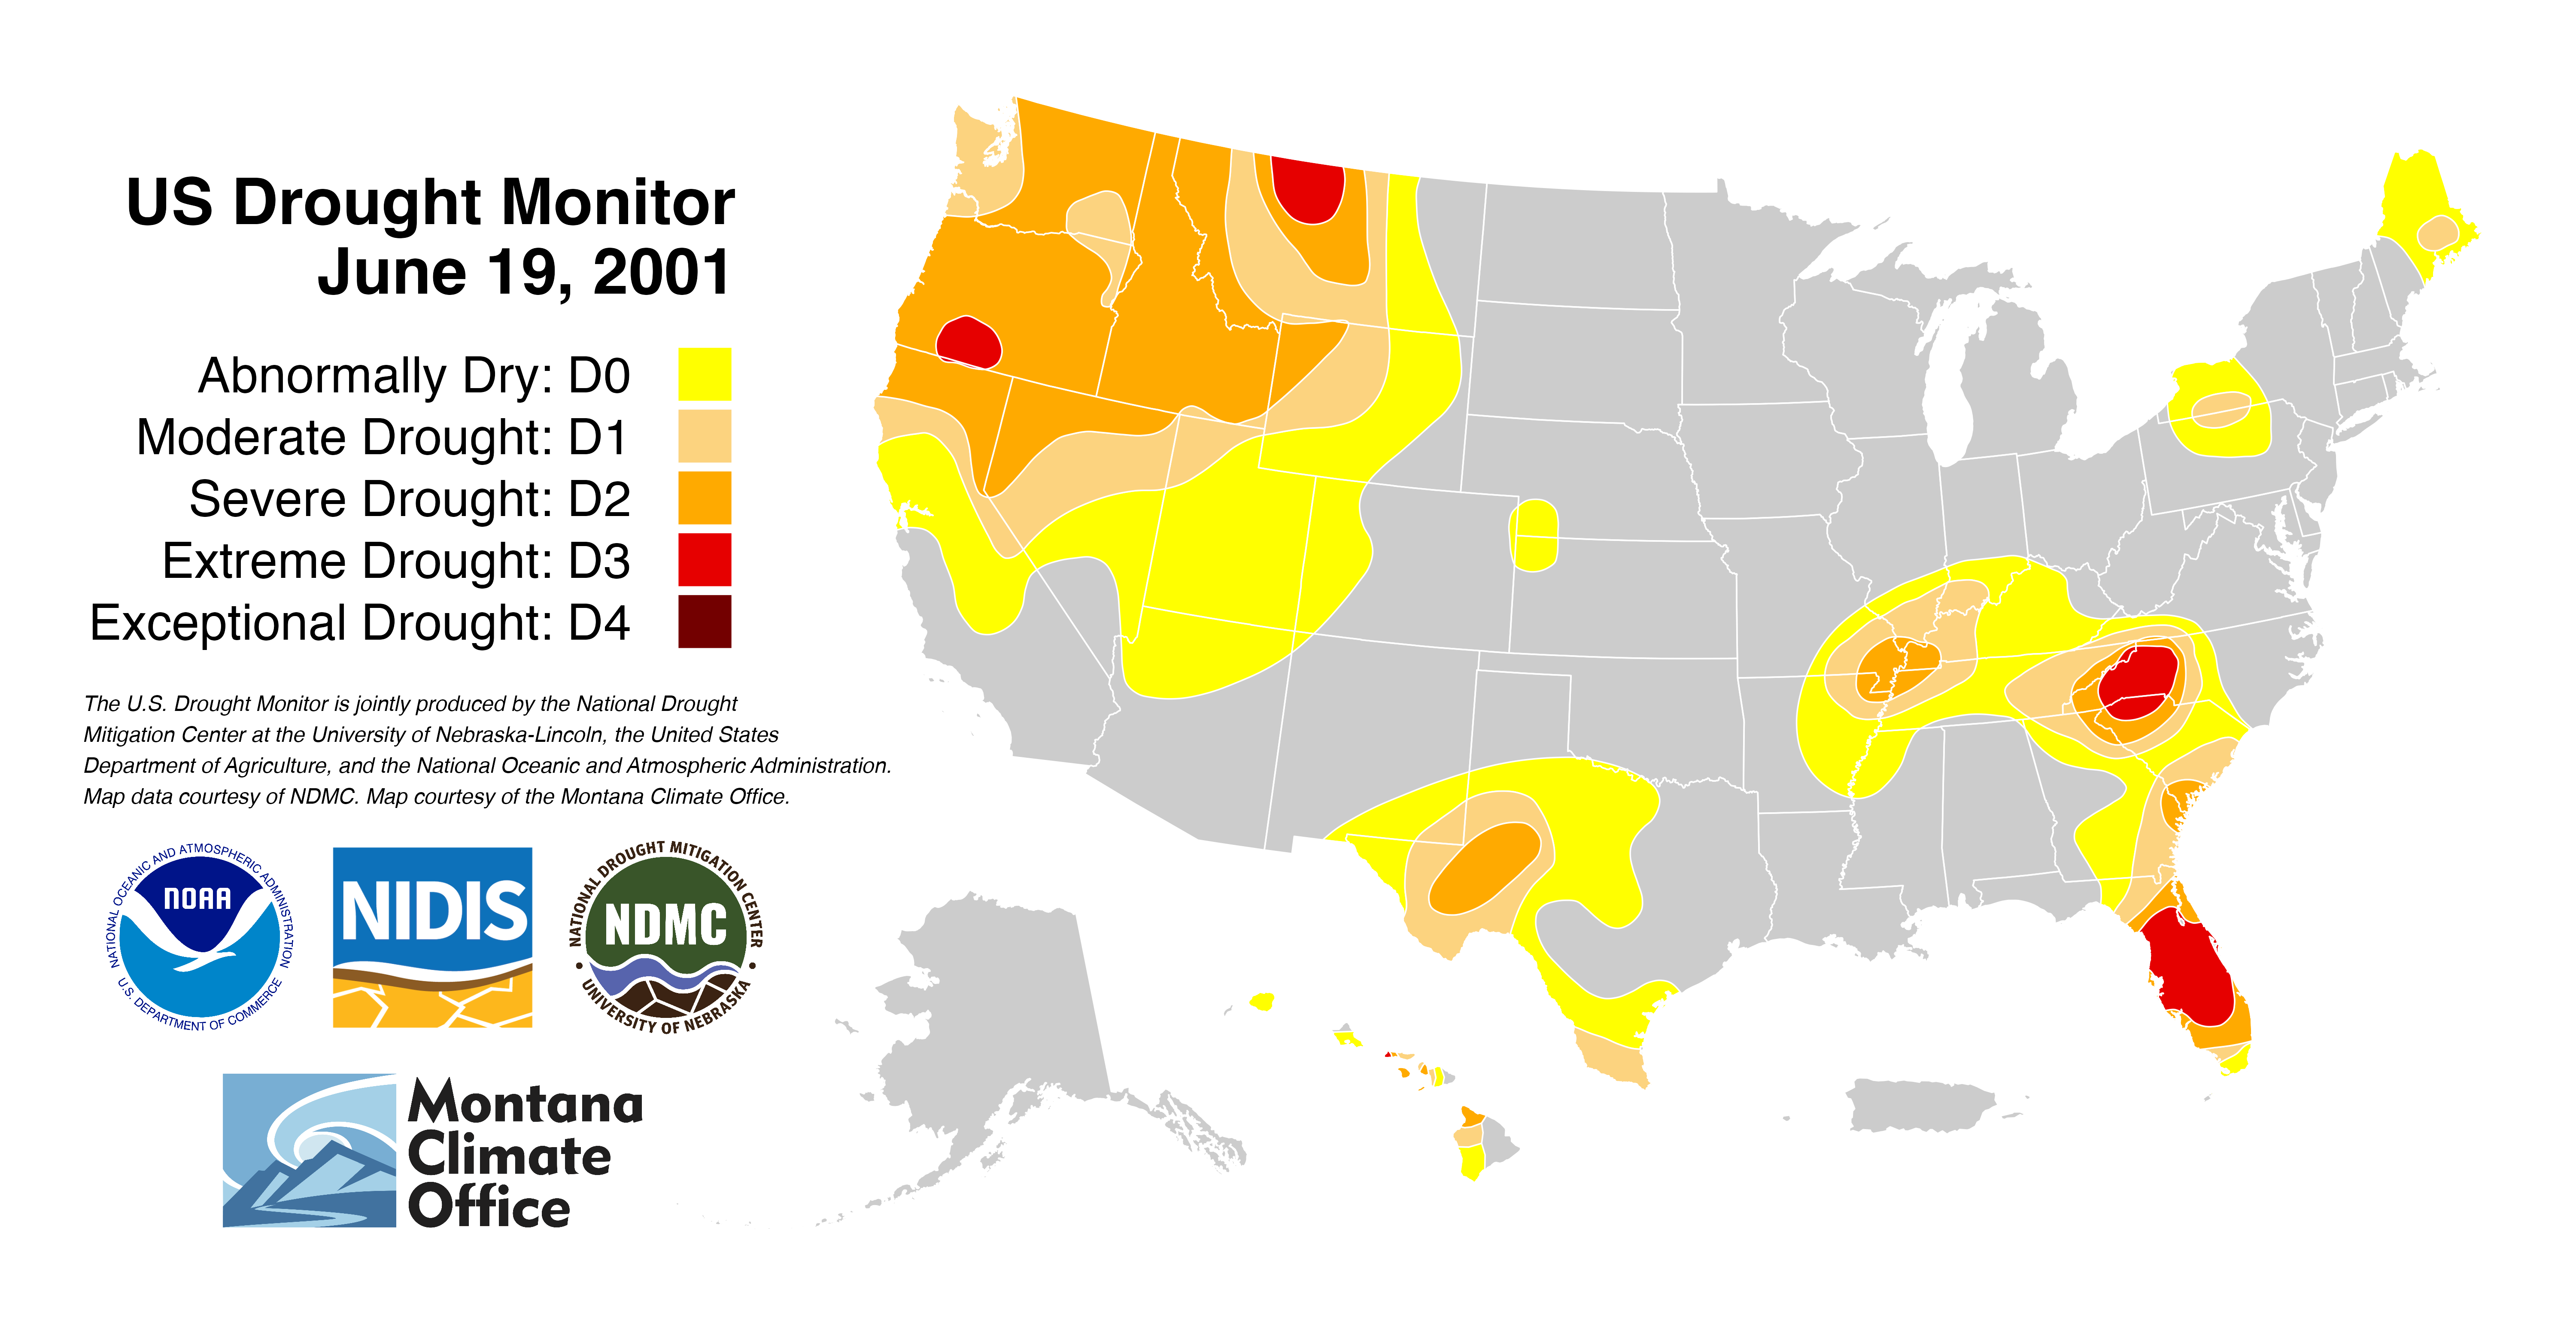 US Drought Monitor
June 19, 2001
Abnormally Dry: D0
Moderate Drought: D1
Severe Drought: D2
Extreme Drought: D3
Exceptional Drought: D4
The U.S. Drought Monitor is jointly produced by the National Drought
Mitigation Center at the University of Nebraska-Lincoln, the United States
Department of Agriculture, and the National Oceanic and Atmospheric Administration.
Map data courtesy of NDMC. Map courtesy of the Montana Climate Office.
NATIONAL OCEANIC AND ATMOSPHERIC ADMINISTRATION
NOAA
U.S. DEPARTMENT OF COMMERCE
NIDIS
NATIONAL DROUGHT MITIGATION CENTER
NDMC
UNIVERSITY OF NEBRASKA
Montana
Climate
Office